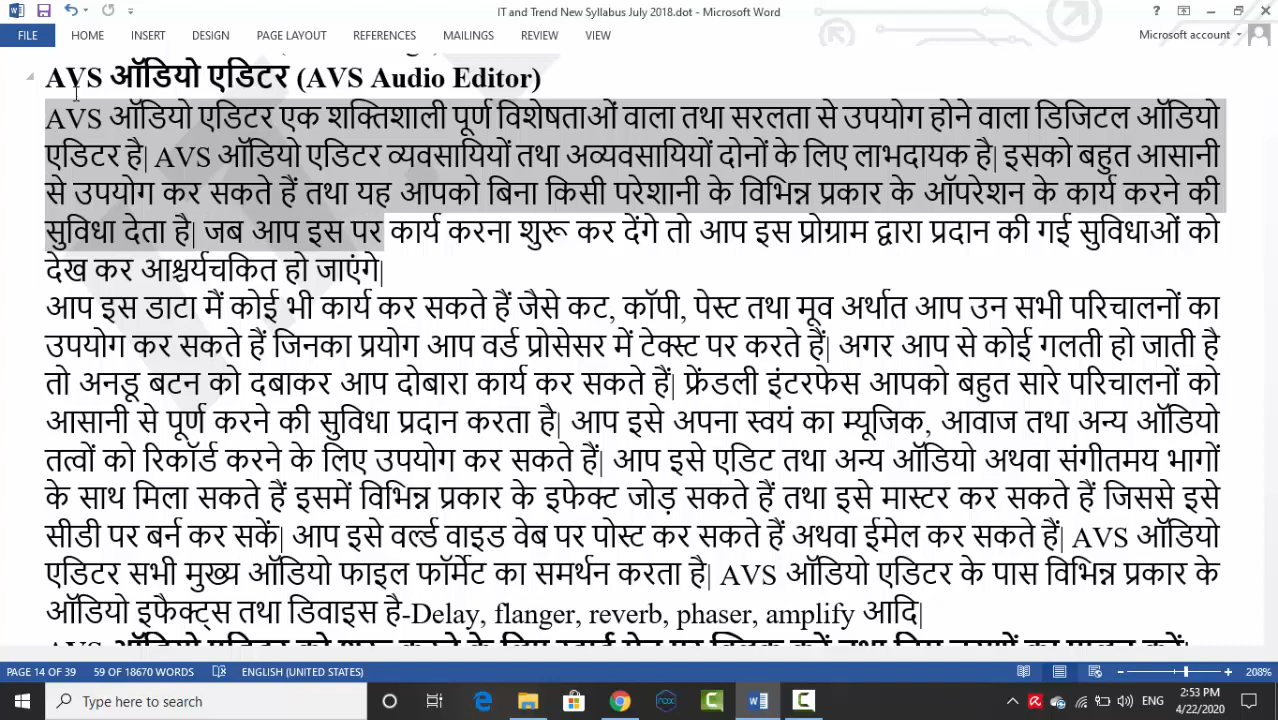 IT and Trend New Syllabus July 2018.dot - Microsoft Word
FILE HOME INSERT DESIGN PAGE LAYOUT REFERENCES MAILINGS REVIEW VIEW Microsoft account
AVS ऑडियो एडिटर (AVS Audio Editor)
AVS ऑडियो एडिटर एक शक्तिशाली पूर्ण विशेषताओं वाला तथा सरलता से उपयोग होने वाला डिजिटल ऑडियो
एडिटर है| AVS ऑडियो एडिटर व्यवसायियों तथा अव्यवसायियों दोनों के लिए लाभदायक है| इसको बहुत आसानी
से उपयोग कर सकते हैं तथा यह आपको बिना किसी परेशानी के विभिन्न प्रकार के ऑपरेशन के कार्य करने की
सुविधा देता है| जब आप इस पर कार्य करना शुरू कर देंगे तो आप इस प्रोग्राम द्वारा प्रदान की गई सुविधाओं को
देख कर आश्चर्यचकित हो जाएंगे|
आप इस डाटा मैं कोई भी कार्य कर सकते हैं जैसे कट, कॉपी, पेस्ट तथा मूव अर्थात आप उन सभी परिचालनों का
उपयोग कर सकते हैं जिनका प्रयोग आप वर्ड प्रोसेसर में टेक्स्ट पर करते हैं| अगर आप से कोई गलती हो जाती है
तो अनडू बटन को दबाकर आप दोबारा कार्य कर सकते हैं| फ्रेंडली इंटरफेस आपको बहुत सारे परिचालनों को
आसानी से पूर्ण करने की सुविधा प्रदान करता है| आप इसे अपना स्वयं का म्यूजिक, आवाज तथा अन्य ऑडियो
तत्वों को रिकॉर्ड करने के लिए उपयोग कर सकते हैं| आप इसे एडिट तथा अन्य ऑडियो अथवा संगीतमय भागों
के साथ मिला सकते हैं इसमें विभिन्न प्रकार के इफेक्ट जोड़ सकते हैं तथा इसे मास्टर कर सकते हैं जिससे इसे
सीडी पर बर्न कर सकें| आप इसे वर्ल्ड वाइड वेब पर पोस्ट कर सकते हैं अथवा ईमेल कर सकते हैं| AVS ऑडियो
एडिटर सभी मुख्य ऑडियो फाइल फॉर्मेट का समर्थन करता है| AVS ऑडियो एडिटर के पास विभिन्न प्रकार के
ऑडियो इफैक्ट्स तथा डिवाइस है-Delay, flanger, reverb, phaser, amplify आदि|
PAGE 14 OF 39 59 OF 18670 WORDS ENGLISH (UNITED STATES) 208%
Type here to search ENG 2:53 PM
4/22/2020